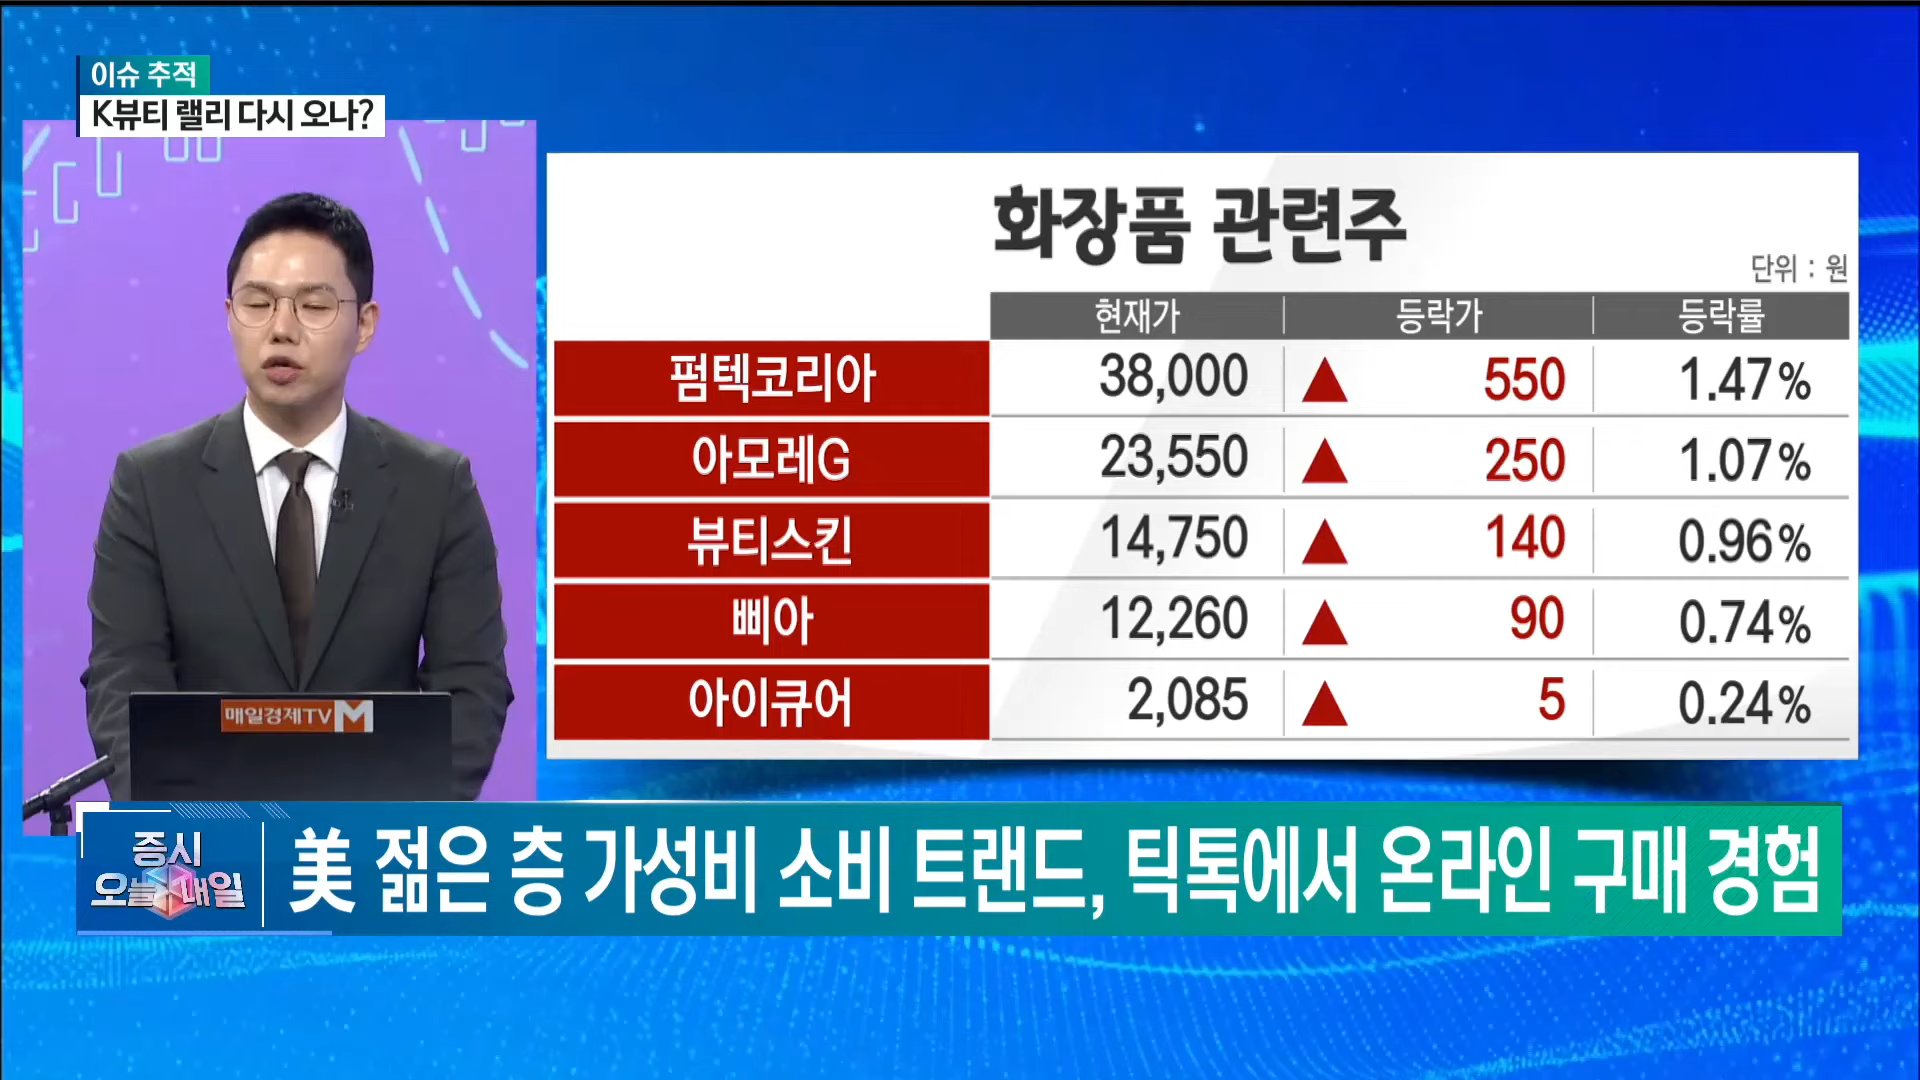 이슈 추적
K뷰티 랠리 다시 오나?
화장품 관련주
단위 : 원
현재가 등락가 등락률
펌텍코리아 38,000 ▲ 550 1.47%
아모레G 23,550 ▲ 250 1.07%
뷰티스킨 14,750 ▲ 140 0.96%
삐아 12,260 ▲ 90 0.74%
아이큐어 2,085 ▲ 5 0.24%
매일경제TV M
증시
오늘 매일
美 젊은 층 가성비 소비 트랜드, 틱톡에서 온라인 구매 경험